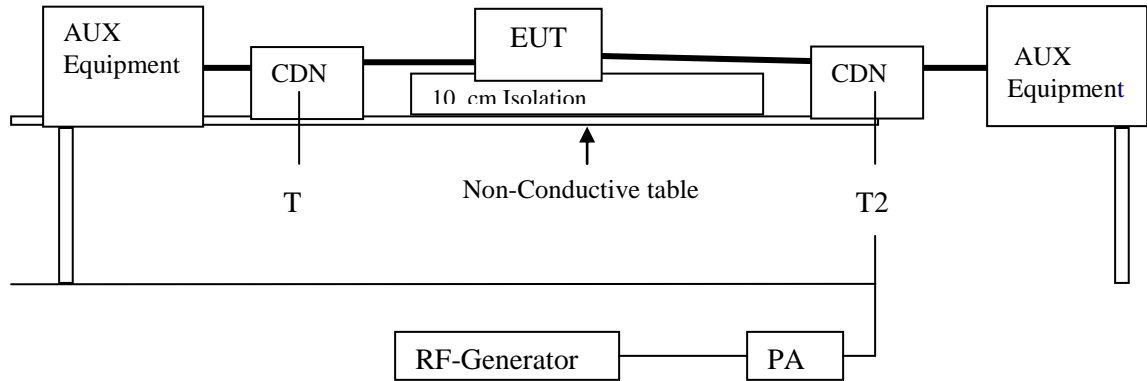 AUX
Equipment
CDN
EUT
CDN
AUX
Equipment
10 cm Isolation
Non-Conductive table
T
T2
RF-Generator
PA